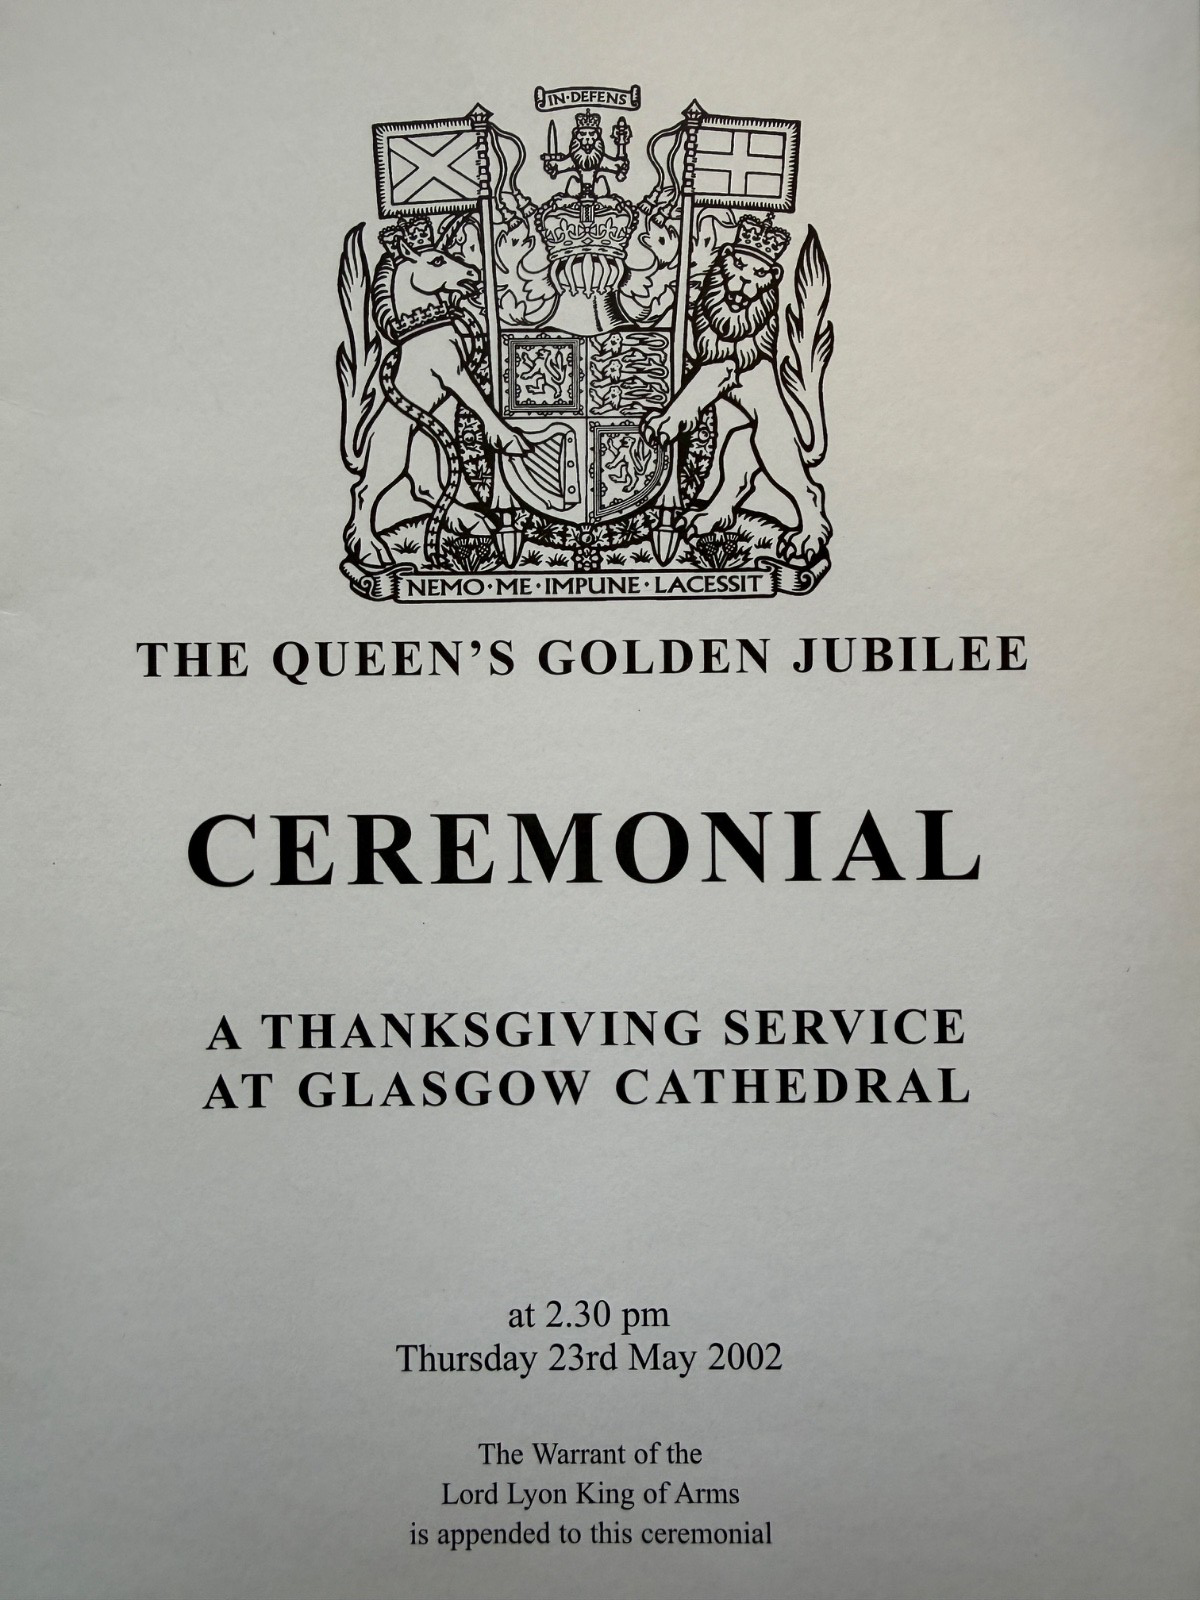 IN·DEFENS
NEMO·ME·IMPUNE·LACESSIT
THE QUEEN’S GOLDEN JUBILEE
CEREMONIAL
A THANKSGIVING SERVICE
AT GLASGOW CATHEDRAL
at 2.30 pm
Thursday 23rd May 2002
The Warrant of the
Lord Lyon King of Arms
is appended to this ceremonial